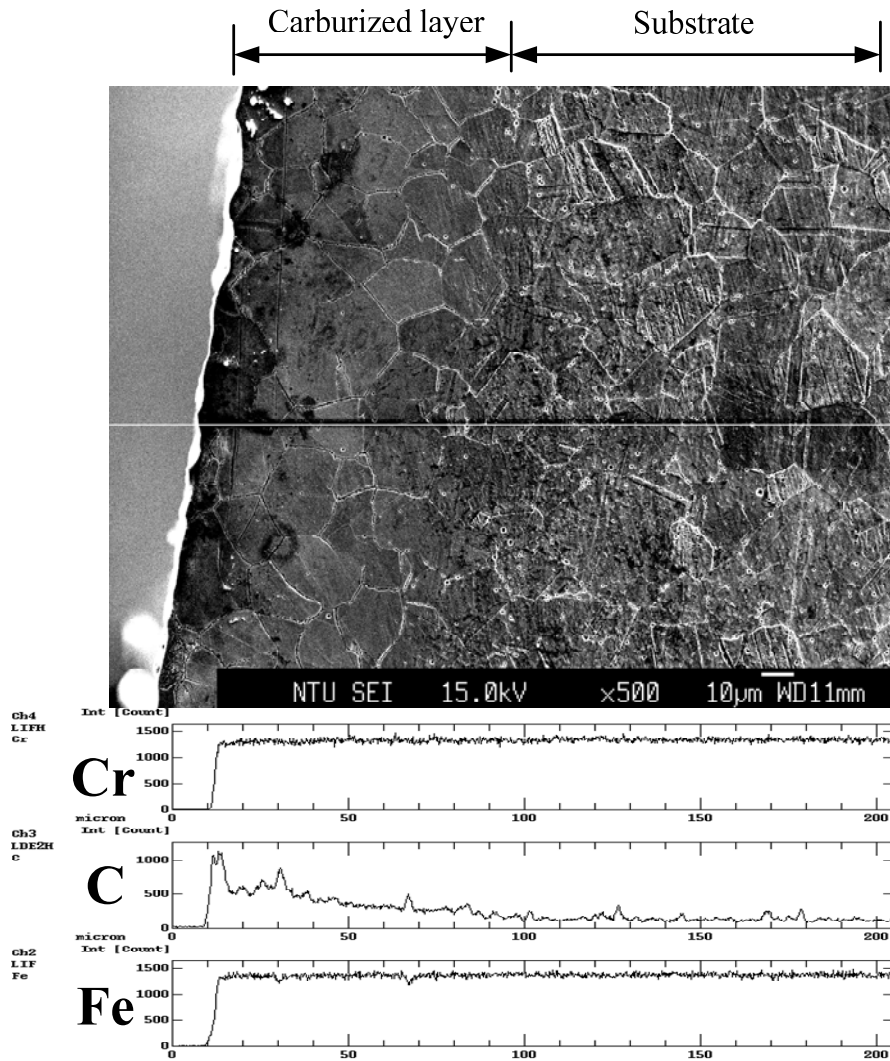 Carburized layer Substrate
NTU SEI 15.0kV ×500 10μm WD11mm
Ch4 Int [Count]
LIFH
Cr
1500
1000
Cr
500
0
micron 50 100 150 200
Ch3 Int [Count]
LDE2H
C
1000
C
500
0
micron 0 50 100 150 200
Ch2 Int [Count]
LIF
Fe
1500
1000
Fe
500
0
0 50 100 150 200